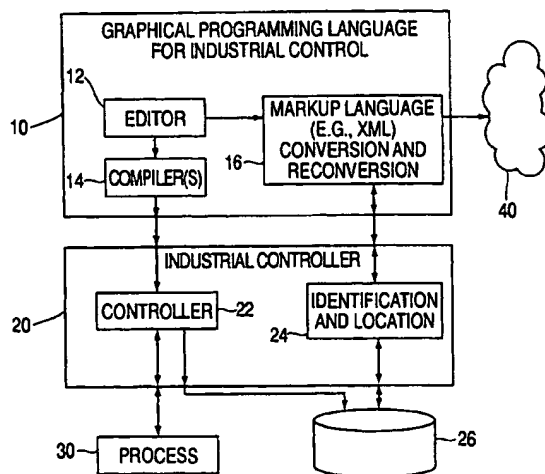 GRAPHICAL PROGRAMMING LANGUAGE
FOR INDUSTRIAL CONTROL
12
EDITOR
MARKUP LANGUAGE
(E.G., XML)
CONVERSION AND
RECONVERSION
10
14
COMPILER(S)
16
40
INDUSTRIAL CONTROLLER
CONTROLLER
22
IDENTIFICATION
AND LOCATION
20
24
30
PROCESS
26